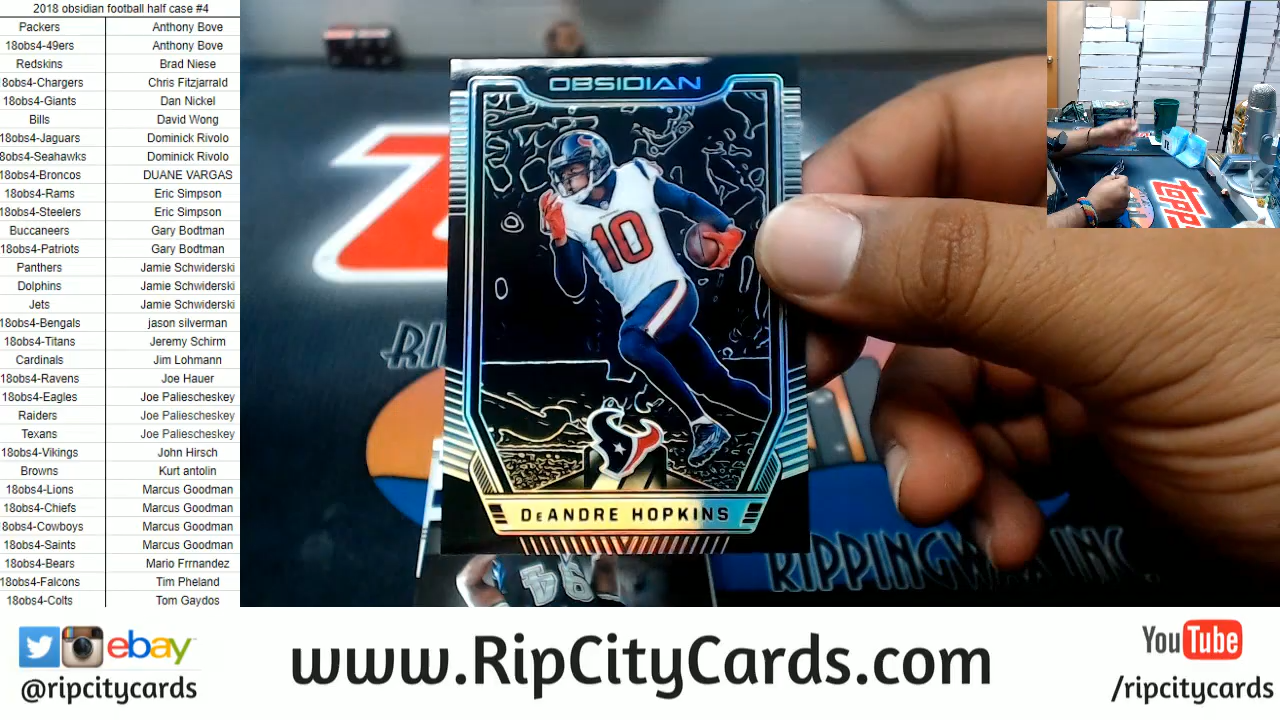 2018 obsidian football half case #4
Packers Anthony Bove
18obs4-49ers Anthony Bove
Redskins Brad Niese
8obs4-Chargers Chris Fitzjarrald
18obs4-Giants Dan Nickel
Bills David Wong
18obs4-Jaguars Dominick Rivolo
8obs4-Seahawks Dominick Rivolo
18obs4-Broncos DUANE VARGAS
18obs4-Rams Eric Simpson
18obs4-Steelers Eric Simpson
Buccaneers Gary Bodtman
18obs4-Patriots Gary Bodtman
Panthers Jamie Schwiderski
Dolphins Jamie Schwiderski
Jets Jamie Schwiderski
18obs4-Bengals jason silverman
18obs4-Titans Jeremy Schirm
Cardinals Jim Lohmann
18obs4-Ravens Joe Hauer
18obs4-Eagles Joe Paliescheskey
Raiders Joe Paliescheskey
Texans Joe Paliescheskey
18obs4-Vikings John Hirsch
Browns Kurt antolin
18obs4-Lions Marcus Goodman
18obs4-Chiefs Marcus Goodman
8obs4-Cowboys Marcus Goodman
18obs4-Saints Marcus Goodman
18obs4-Bears Mario Frrnandez
18obs4-Falcons Tim Pheland
18obs4-Colts Tom Gaydos
OBSIDIAN
10
DeANDRE HOPKINS
RI
RIPPINGWAX INC.
TOPPS
ebay
@ripcitycards
www.RipCityCards.com
YouTube
/ripcitycards